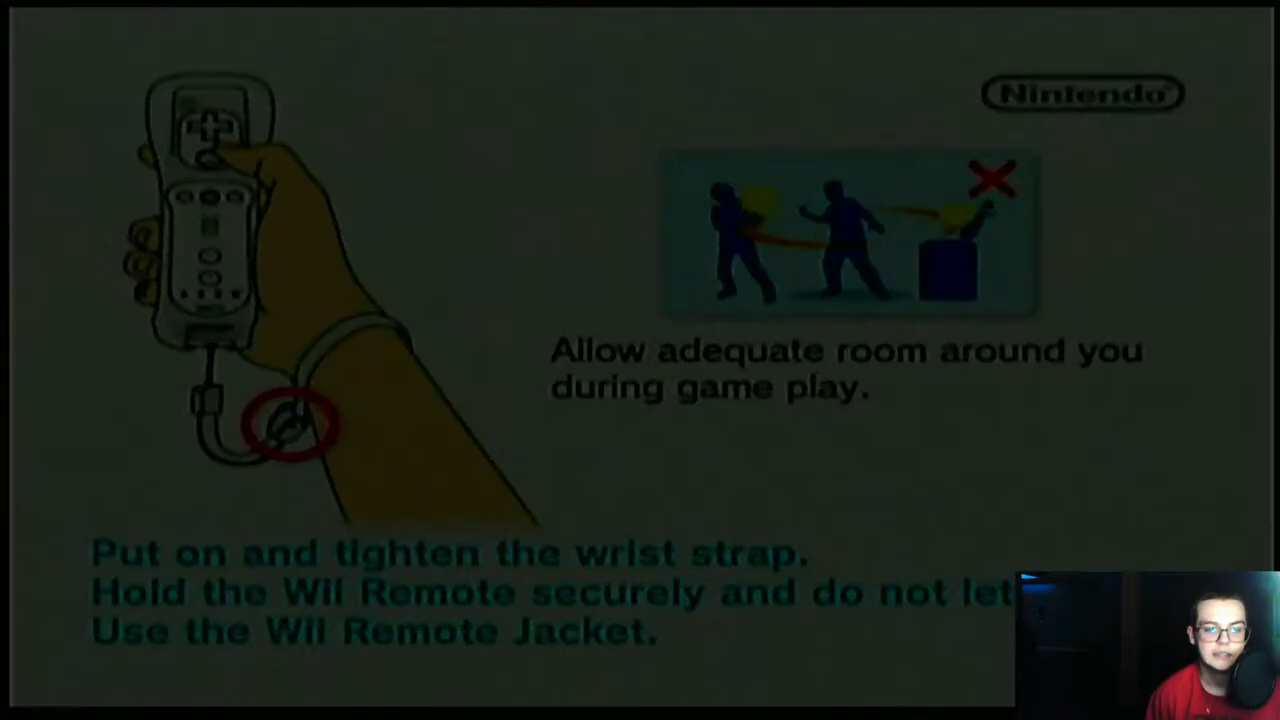 Nintendo
Allow adequate room around you
during game play.
Put on and tighten the wrist strap.
Hold the Wii Remote securely and do not let
Use the Wii Remote Jacket.